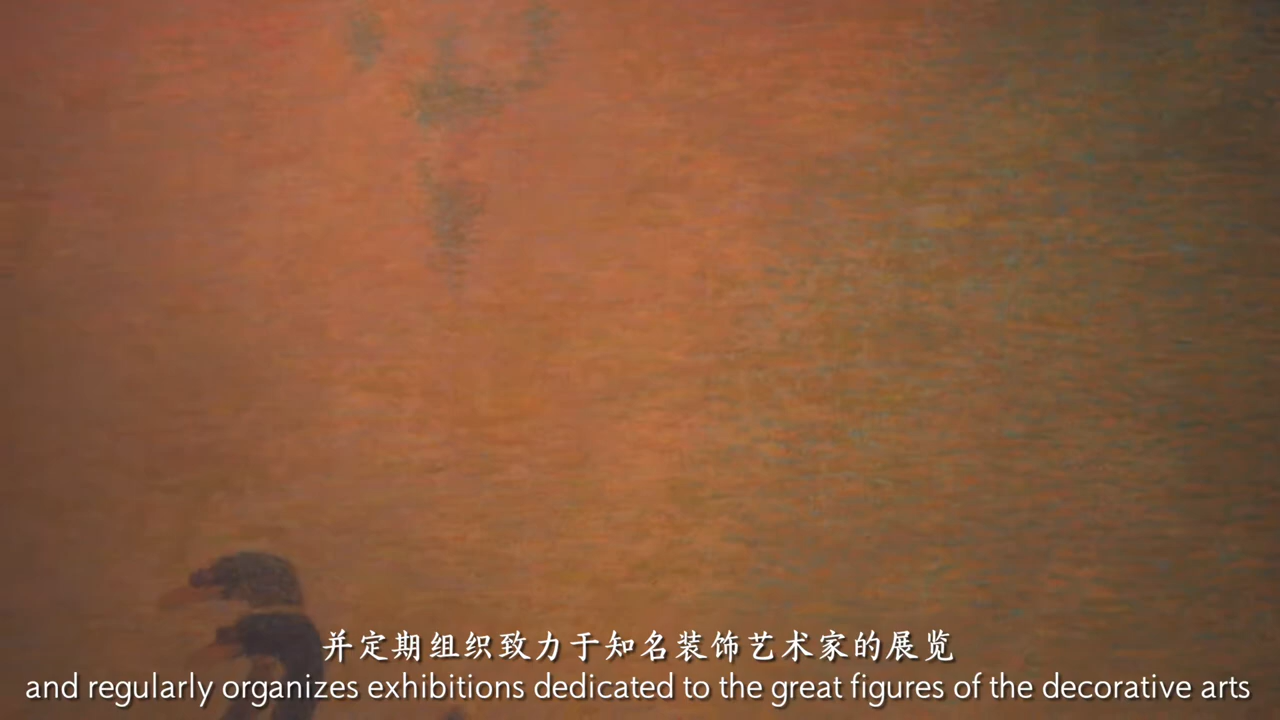 并定期组织致力于知名装饰艺术家的展览
and regularly organizes exhibitions dedicated to the great figures of the decorative arts